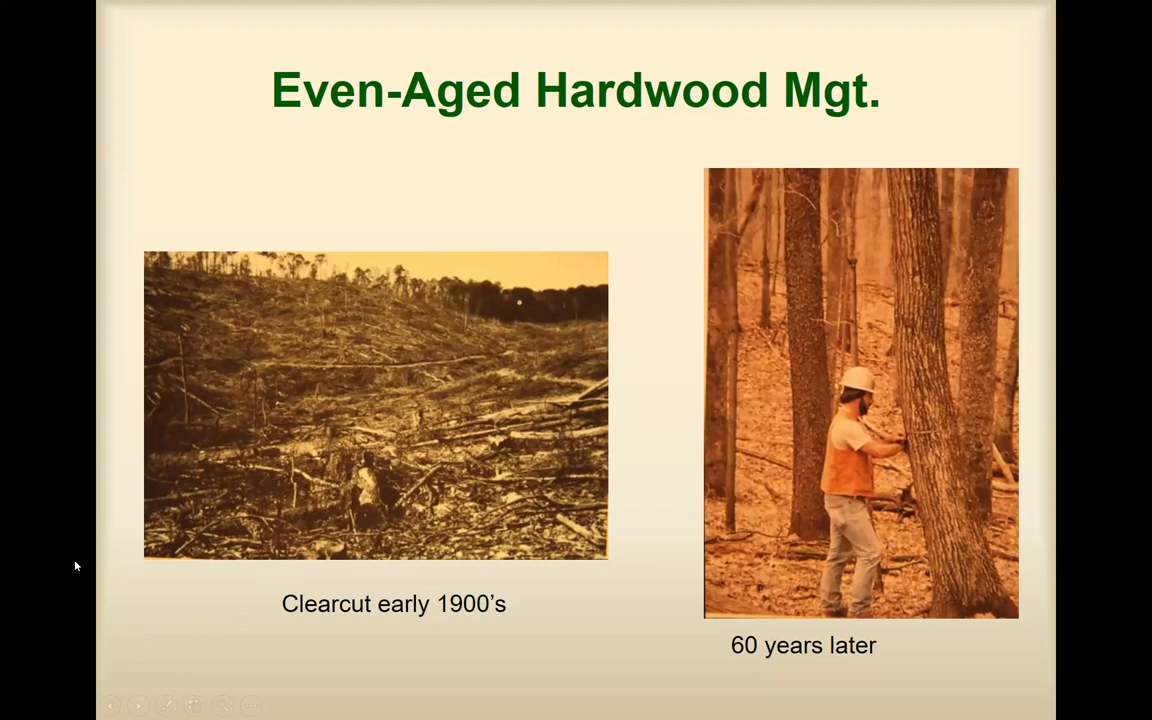 Even-Aged Hardwood Mgt.
Clearcut early 1900’s
60 years later